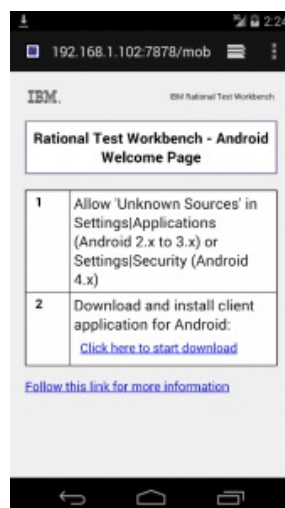 2:24
192.168.1.102:7878/mob
IBM.
IBM Rational Test Workbench
Rational Test Workbench - Android
Welcome Page
1
Allow 'Unknown Sources' in
Settings|Applications
(Android 2.x to 3.x) or
Settings|Security (Android
4.x)
2
Download and install client
application for Android:
Click here to start download
Follow this link for more information